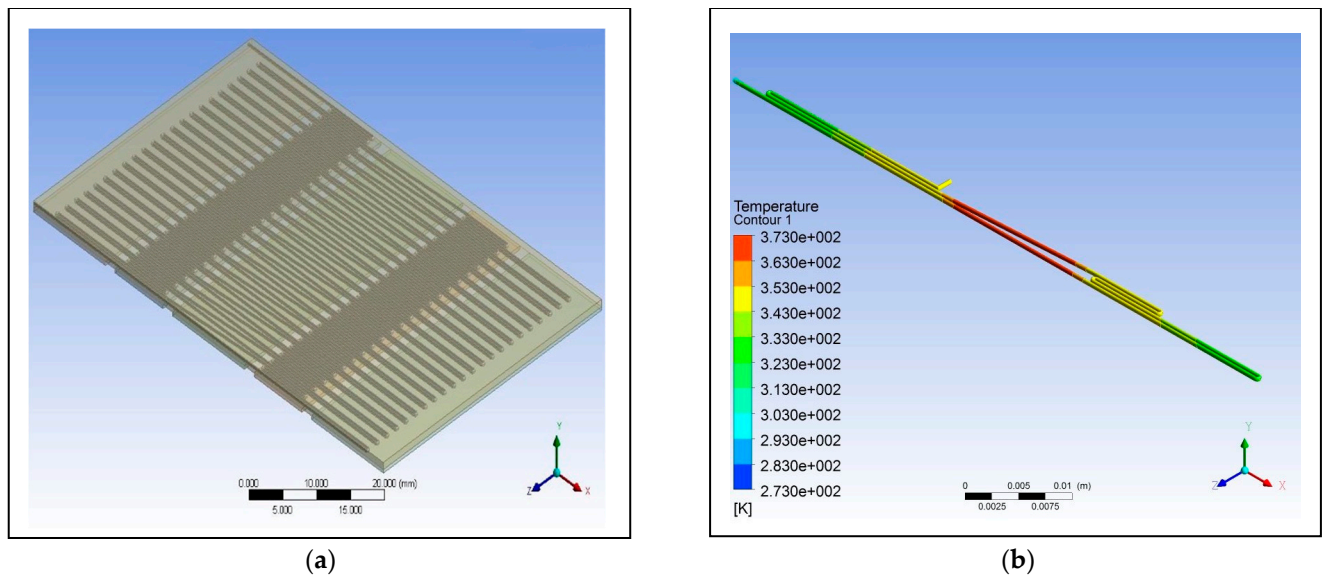 Y
Z
X
0.000 10.000 20.000 (mm)
5.000 15.000
(a)
Temperature
Contour 1
3.730e+002
3.630e+002
3.530e+002
3.430e+002
3.330e+002
3.230e+002
3.130e+002
3.030e+002
2.930e+002
2.830e+002
2.730e+002
[K]
Y
Z
X
0 0.005 0.01 (m)
0.0025 0.0075
(b)